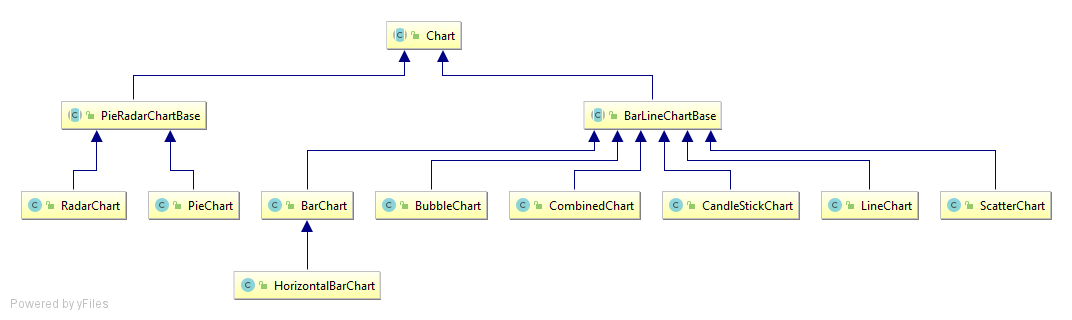 Chart
PieRadarChartBase
BarLineChartBase
RadarChart
PieChart
BarChart
BubbleChart
CombinedChart
CandleStickChart
LineChart
ScatterChart
HorizontalBarChart
Powered by yFiles